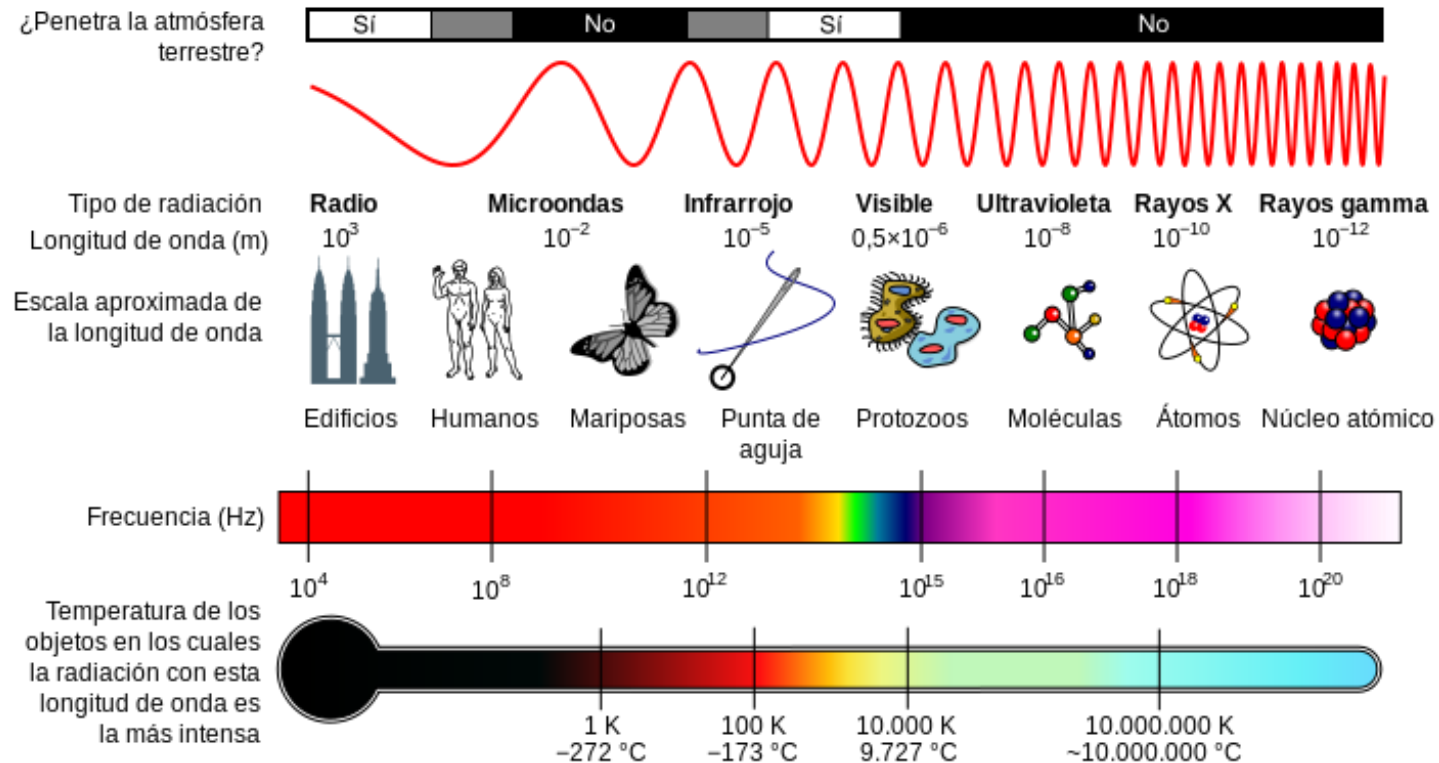 ¿Penetra la atmósfera
terrestre?
Sí No Sí No
Tipo de radiación Radio Microondas Infrarrojo Visible Ultravioleta Rayos X Rayos gamma
Longitud de onda (m) 10³ 10⁻² 10⁻⁵ 0,5×10⁻⁶ 10⁻⁸ 10⁻¹⁰ 10⁻¹²
Escala aproximada de
la longitud de onda
Edificios Humanos Mariposas Punta de aguja Protozoos Moléculas Átomos Núcleo atómico
Frecuencia (Hz)
10⁴ 10⁸ 10¹² 10¹⁵ 10¹⁶ 10¹⁸ 10²⁰
Temperatura de los
objetos en los cuales
la radiación con esta
longitud de onda es
la más intensa
1 K 100 K 10.000 K 10.000.000 K
−272 °C −173 °C 9.727 °C ~10.000.000 °C